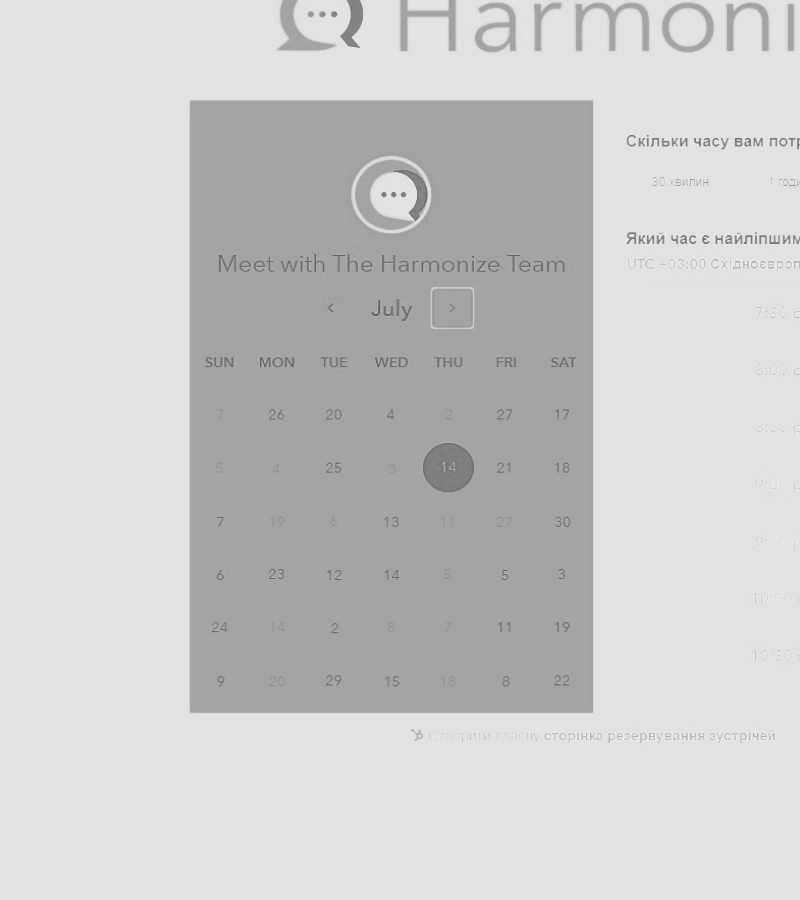 Harmoni
Meet with The Harmonize Team
July
SUN MON TUE WED THU FRI SAT
7 26 20 4 2 27 17
5 4 25 3 14 21 18
7 19 6 13 11 27 30
6 23 12 14 5 5 3
24 14 2 8 7 11 19
9 20 29 15 18 8 22
Скільки часу вам потр
30 хвилин 1 годи
Який час є найліпшим
UTC +03:00 Східноєвроп
7:30 p
8:00 p
8:30 p
9:00 p
9:30 p
10:00
10:30
Створити власну сторінка резервування зустрічей